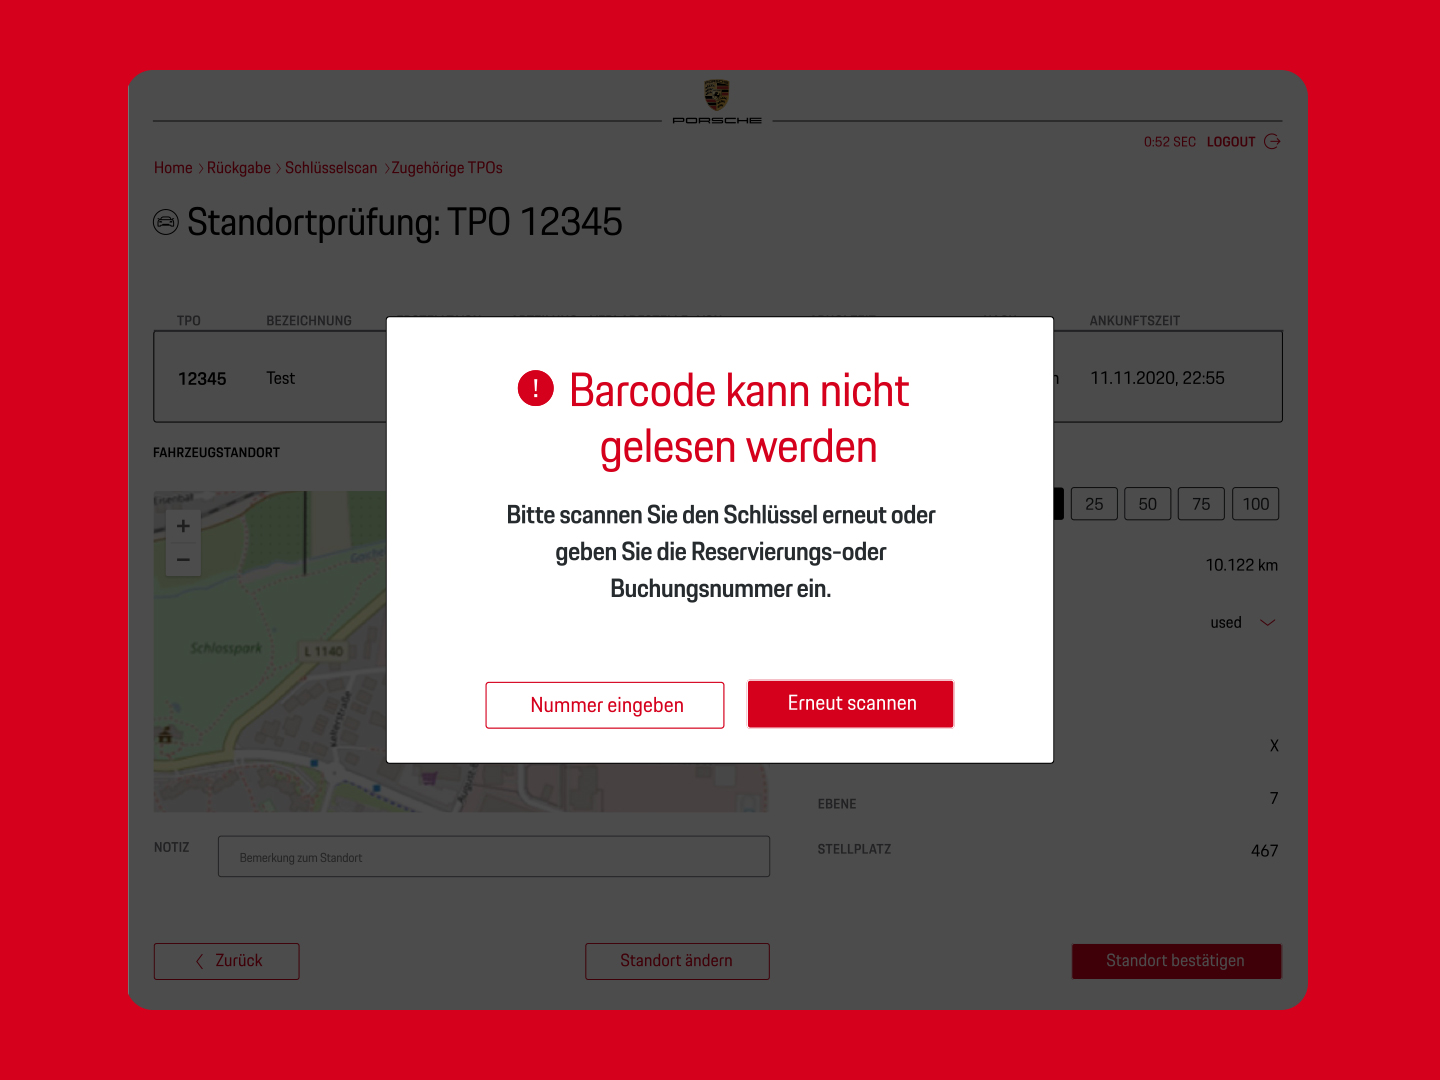 PORSCHE
0:52 SEC LOGOUT
Home › Rückgabe › Schlüsselscan › Zugehörige TPOs
Standortprüfung: TPO 12345
TPO BEZEICHNUNG ANKUNFTSZEIT
12345 Test 11.11.2020, 22:55
Barcode kann nicht
gelesen werden
Bitte scannen Sie den Schlüssel erneut oder
geben Sie die Reservierungs-oder
Buchungsnummer ein.
Nummer eingeben
Erneut scannen
FAHRZEUGSTANDORT
25 50 75 100
+
−
Schlosspark
L 1140
Kellerstraße
August
10.122 km
used
X
EBENE 7
STELLPLATZ 467
NOTIZ Bemerkung zum Standort
Zurück
Standort ändern
Standort bestätigen